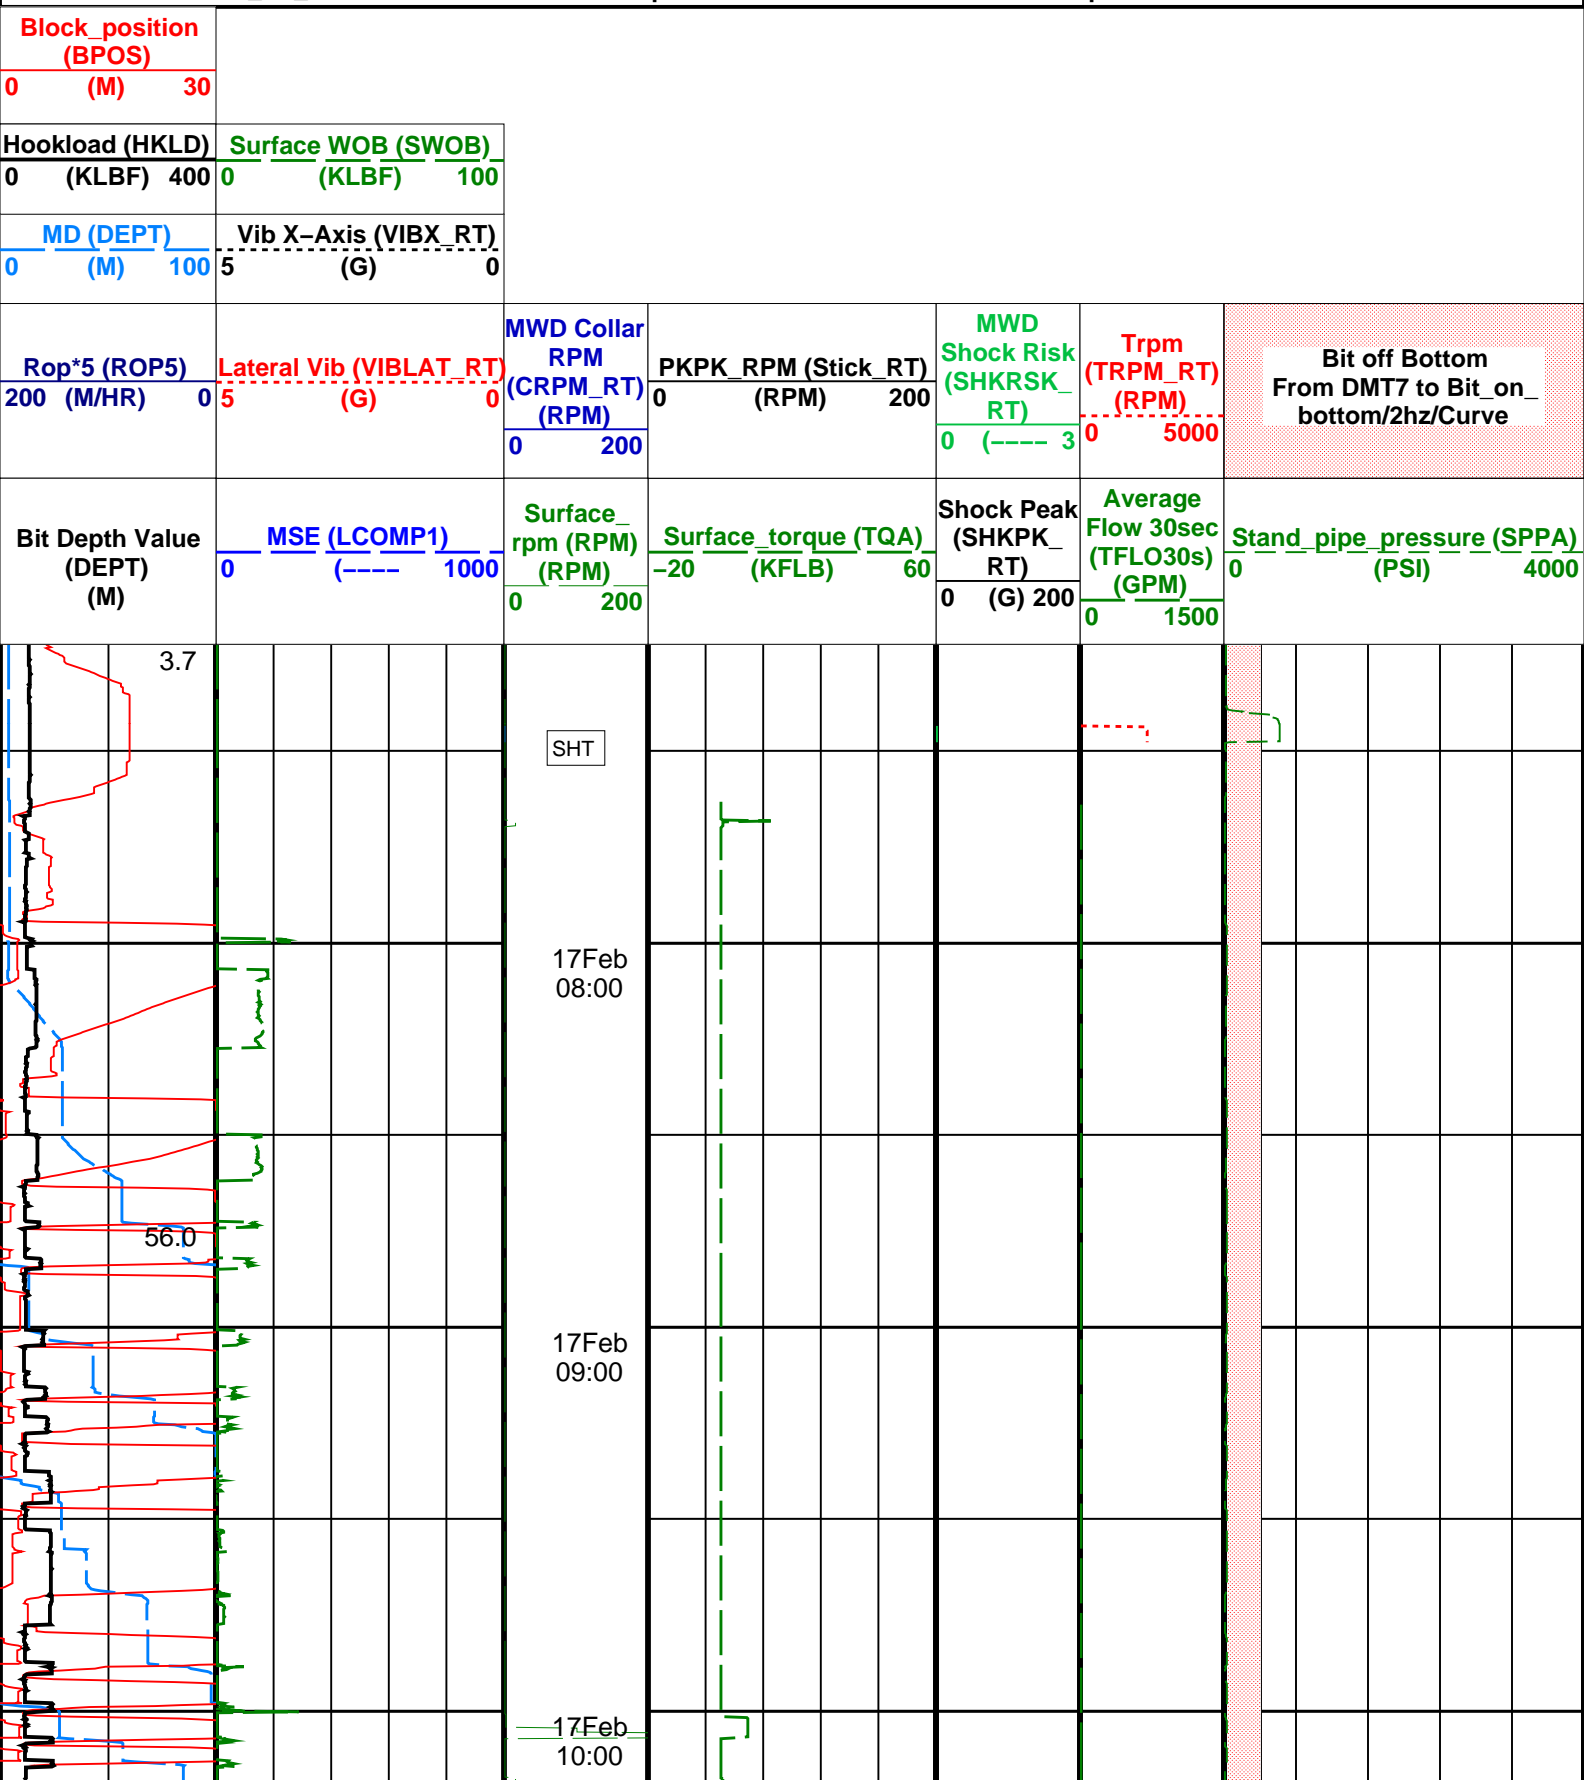 Block_position
(BPOS)
0 (M) 30
Hookload (HKLD)
0 (KLBF) 400
Surface WOB (SWOB)
0 (KLBF) 100
MD (DEPT)
0 (M) 100
Vib X–Axis (VIBX_RT)
5 (G) 0
Rop*5 (ROP5)
200 (M/HR) 0
Lateral Vib (VIBLAT_RT)
5 (G) 0
MWD Collar
RPM
(CRPM_RT)
(RPM)
0 200
PKPK_RPM (Stick_RT)
0 (RPM) 200
MWD
Shock Risk
(SHKRSK_
RT)
0 (–––– 3
Trpm
(TRPM_RT)
(RPM)
0 5000
Bit off Bottom
From DMT7 to Bit_on_
bottom/2hz/Curve
Bit Depth Value
(DEPT)
(M)
MSE (LCOMP1)
0 (–––– 1000
Surface_
rpm (RPM)
(RPM)
0 200
Surface_torque (TQA)
–20 (KFLB) 60
Shock Peak
(SHKPK_
RT)
0 (G) 200
Average
Flow 30sec
(TFLO30s)
(GPM)
0 1500
Stand_pipe_pressure (SPPA)
0 (PSI) 4000
3.7
SHT
17Feb
08:00
56.0
17Feb
09:00
17Feb
10:00